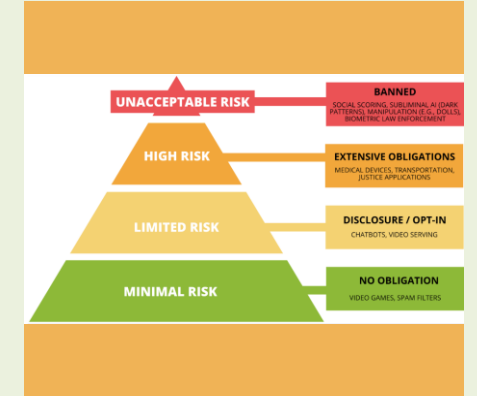 UNACCEPTABLE RISK
BANNED
SOCIAL SCORING, SUBLIMINAL AI (DARK
PATTERNS), MANIPULATION (E.G., DOLLS),
BIOMETRIC LAW ENFORCEMENT
HIGH RISK
EXTENSIVE OBLIGATIONS
MEDICAL DEVICES, TRANSPORTATION,
JUSTICE APPLICATIONS
LIMITED RISK
DISCLOSURE / OPT-IN
CHATBOTS, VIDEO SERVING
MINIMAL RISK
NO OBLIGATION
VIDEO GAMES, SPAM FILTERS